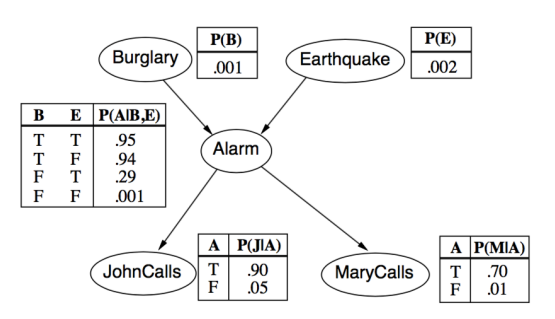 Burglary
P(B)
.001
Earthquake
P(E)
.002
B E P(A|B,E)
T T .95
T F .94
F T .29
F F .001
Alarm
JohnCalls
A P(J|A)
T .90
F .05
MaryCalls
A P(M|A)
T .70
F .01